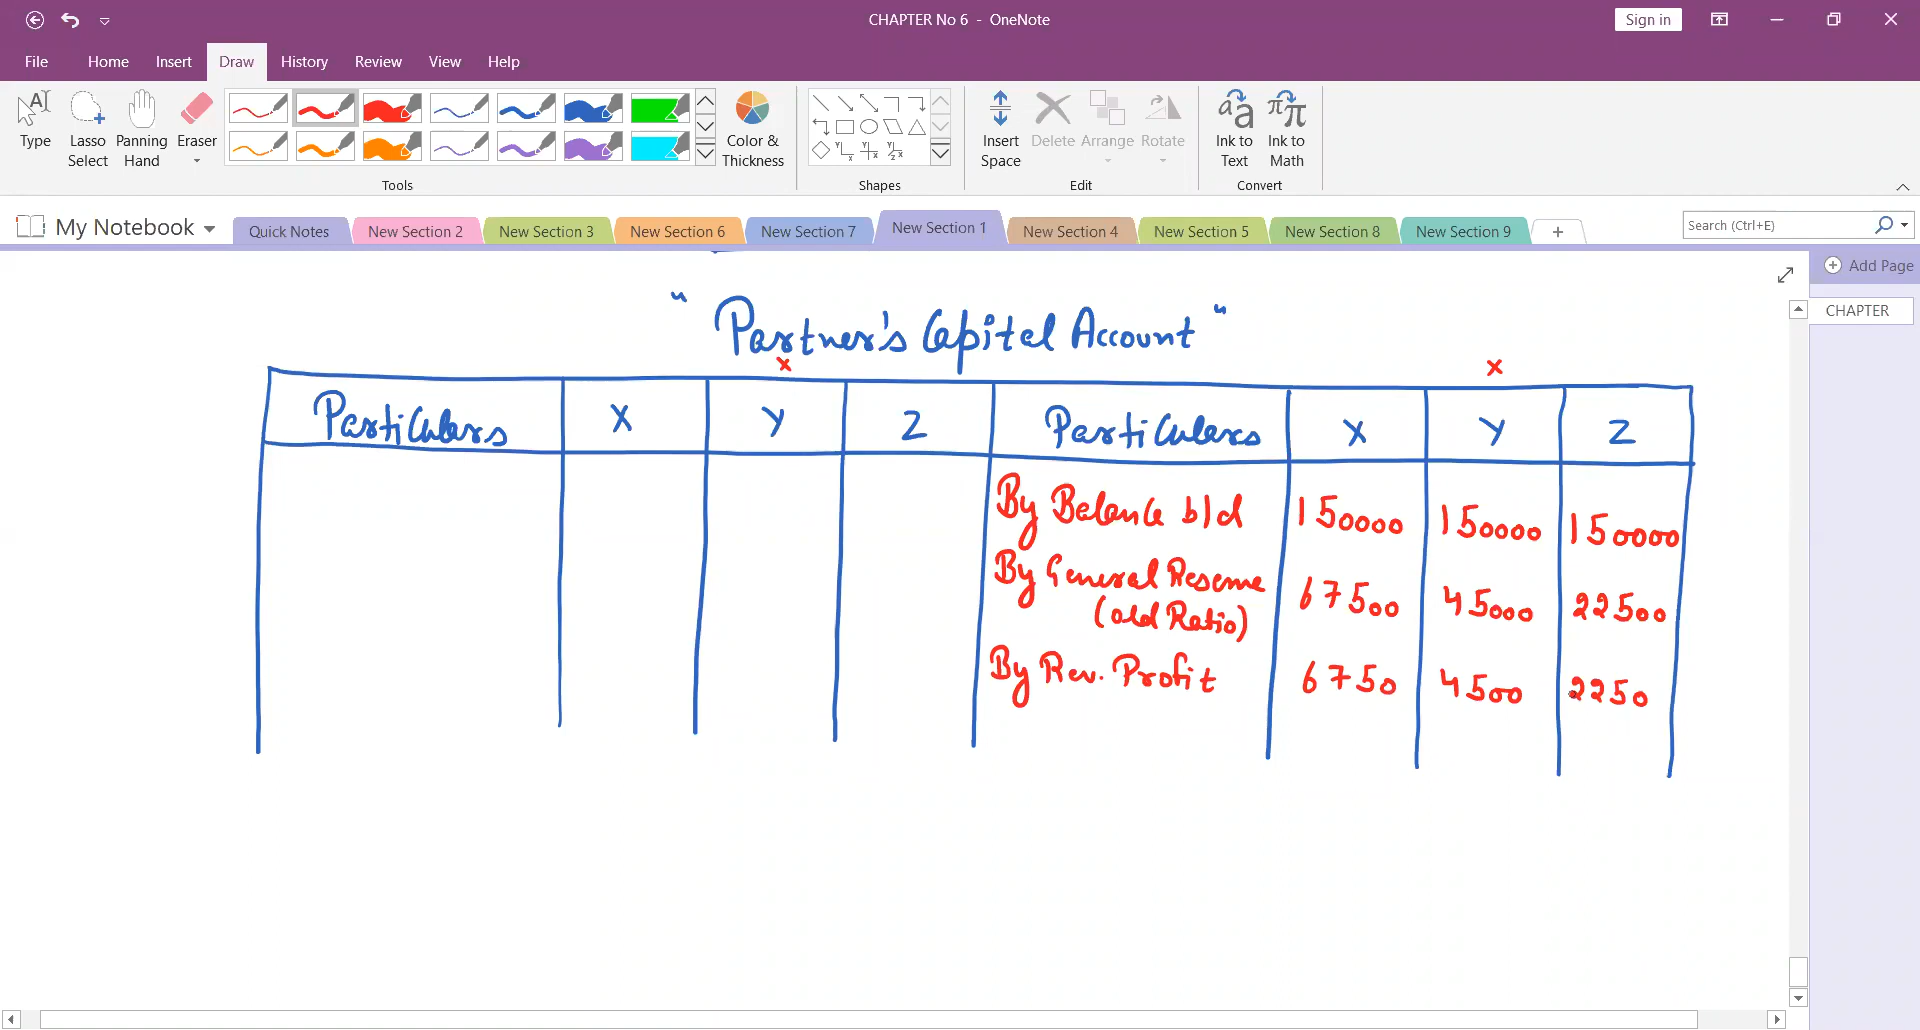 CHAPTER No 6 - OneNote
Sign in
File Home Insert Draw History Review View Help
Type
Lasso Select
Panning Hand
Eraser
Color & Thickness
Insert Space
Delete
Arrange
Rotate
Ink to Text
Ink to Math
Tools
Shapes
Edit
Convert
My Notebook
Quick Notes
New Section 2
New Section 3
New Section 6
New Section 7
New Section 1
New Section 4
New Section 5
New Section 8
New Section 9
Search (Ctrl+E)
Add Page
CHAPTER
"Partner's Capital Account"
x x
Particulars X Y Z Particulars X Y Z
By Balance b/d 150000 150000 150000
By General Reserve 67500 45000 22500
(old Ratio)
By Rev. Profit 6750 4500 2250